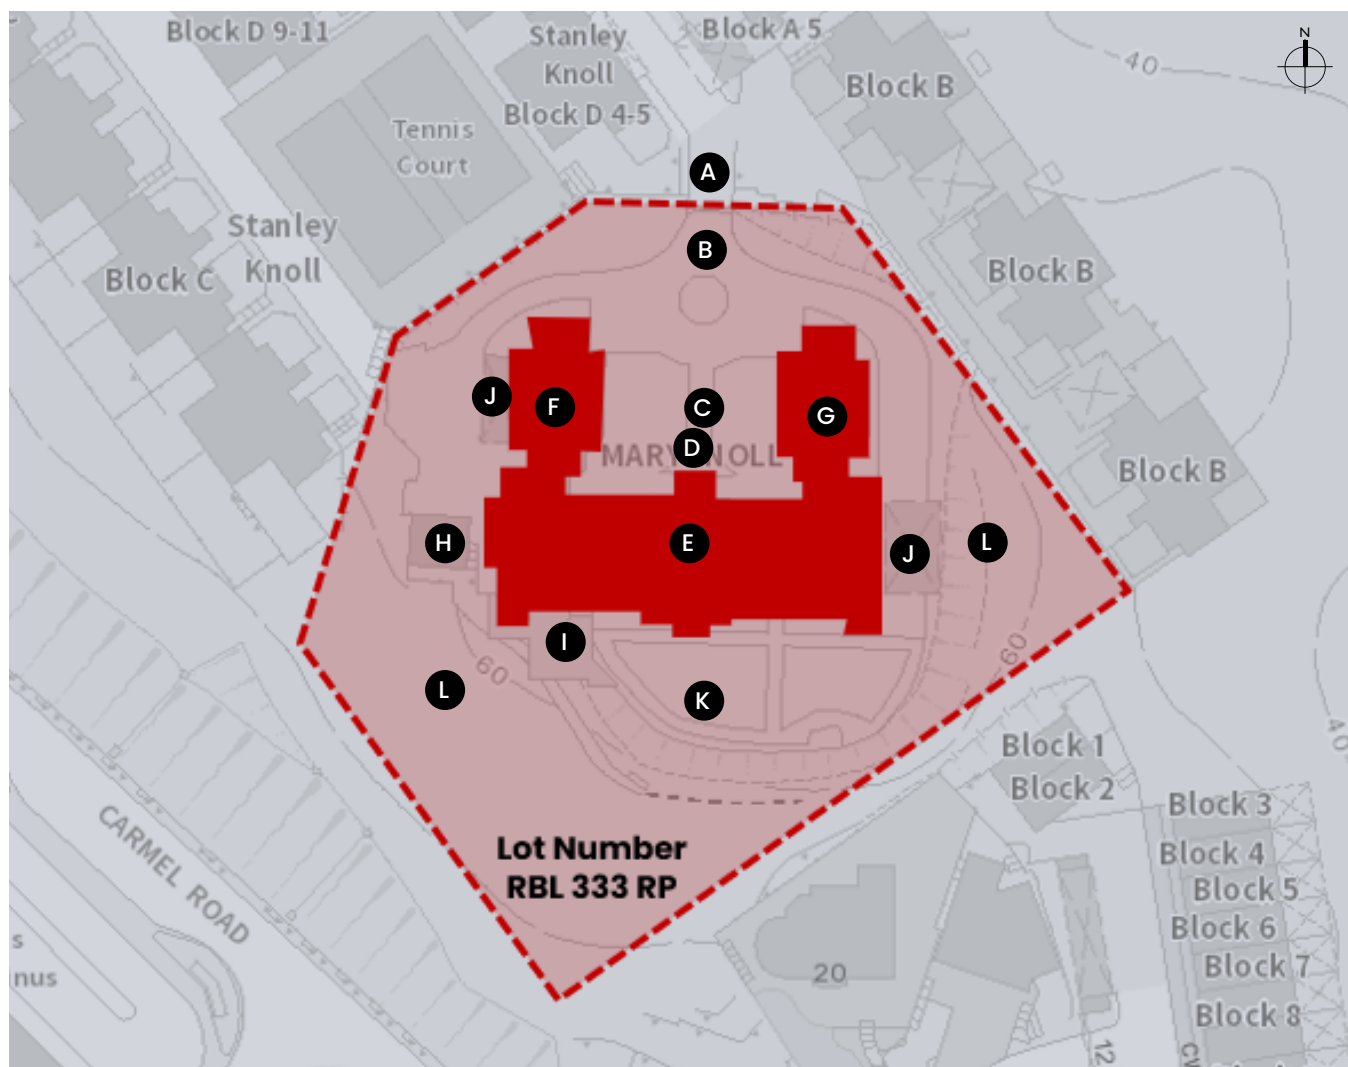 Block D 9-11
Stanley
Knoll
Block D 4-5
Block A 5
Block B
N
40
Tennis
Court
A
Stanley
Knoll
Block C
B
Block B
J
F
C
G
D
MARYKNOLL
Block B
H
E
J
L
I
60
60
L
K
40
Block 1
Block 2
Block 3
Block 4
Block 5
Block 6
Block 7
Block 8
CARMEL ROAD
Lot Number
RBL 333 RP
s
nus
20
12
CW